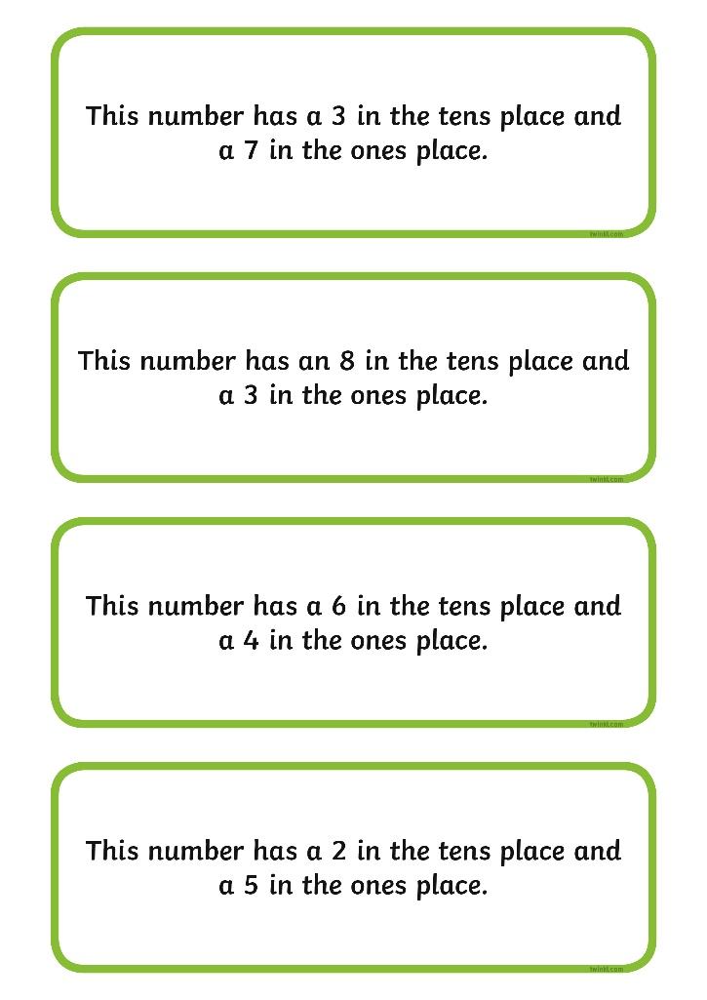 This number has a 3 in the tens place and
a 7 in the ones place.
twinkl.com
This number has an 8 in the tens place and
a 3 in the ones place.
twinkl.com
This number has a 6 in the tens place and
a 4 in the ones place.
twinkl.com
This number has a 2 in the tens place and
a 5 in the ones place.
twinkl.com